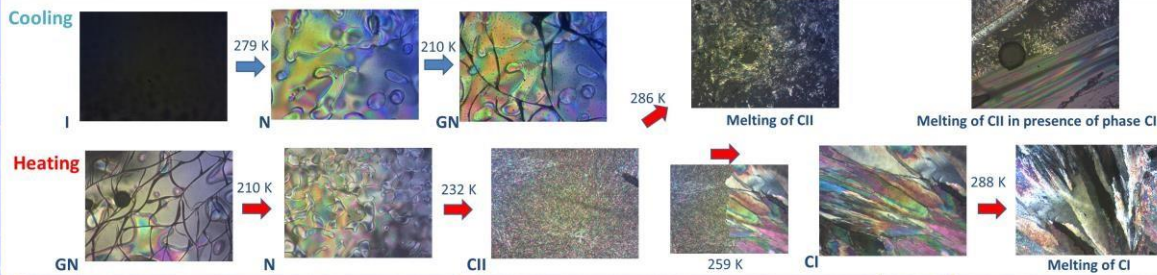 Cooling
279 K
210 K
286 K
I
N
GN
Melting of CII
Melting of CII in presence of phase CI
Heating
210 K
232 K
288 K
GN
N
CII
259 K
CI
Melting of CI